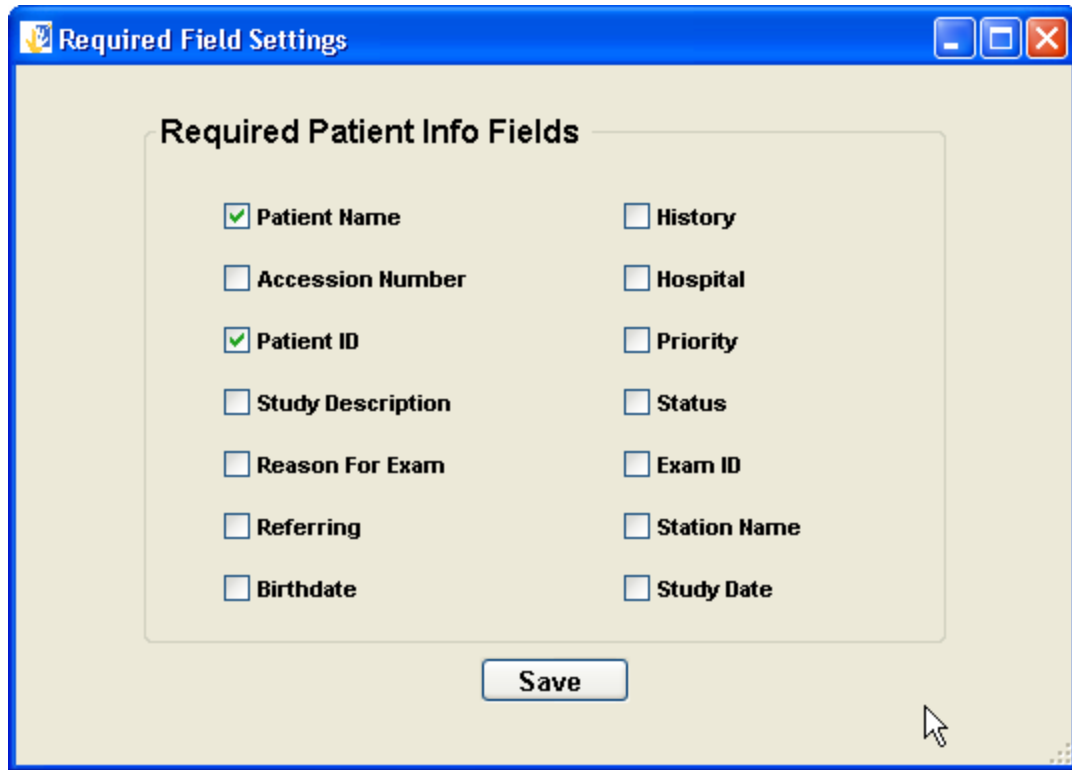 Required Field Settings
Required Patient Info Fields
Patient Name
History
Accession Number
Hospital
Patient ID
Priority
Study Description
Status
Reason For Exam
Exam ID
Referring
Station Name
Birthdate
Study Date
Save